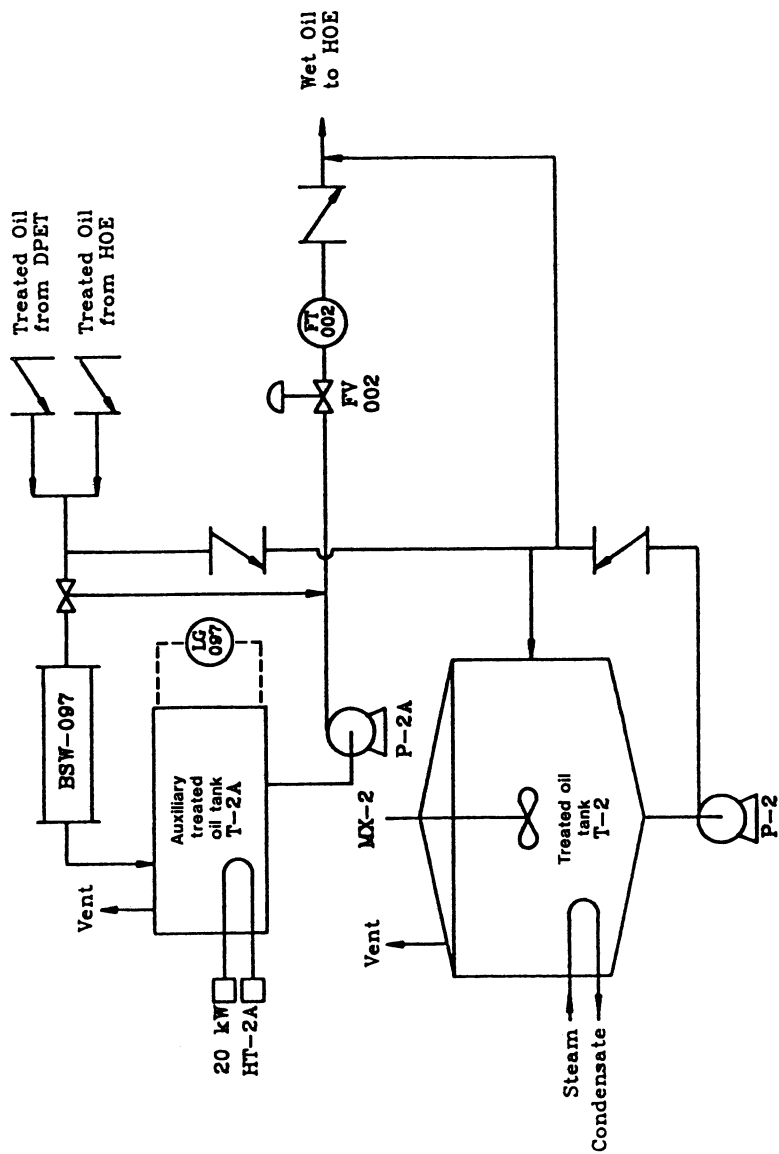 Treated Oil
from DPET
Treated Oil
from HOE
Wet Oil
to HOE
BSW-097
LG
097
FT
002
FV
002
Vent
Auxiliary
treated
oil tank
T-2A
20 kW
HT-2A
P-2A
MX-2
Vent
Treated oil
tank
T-2
Steam
Condensate
P-2